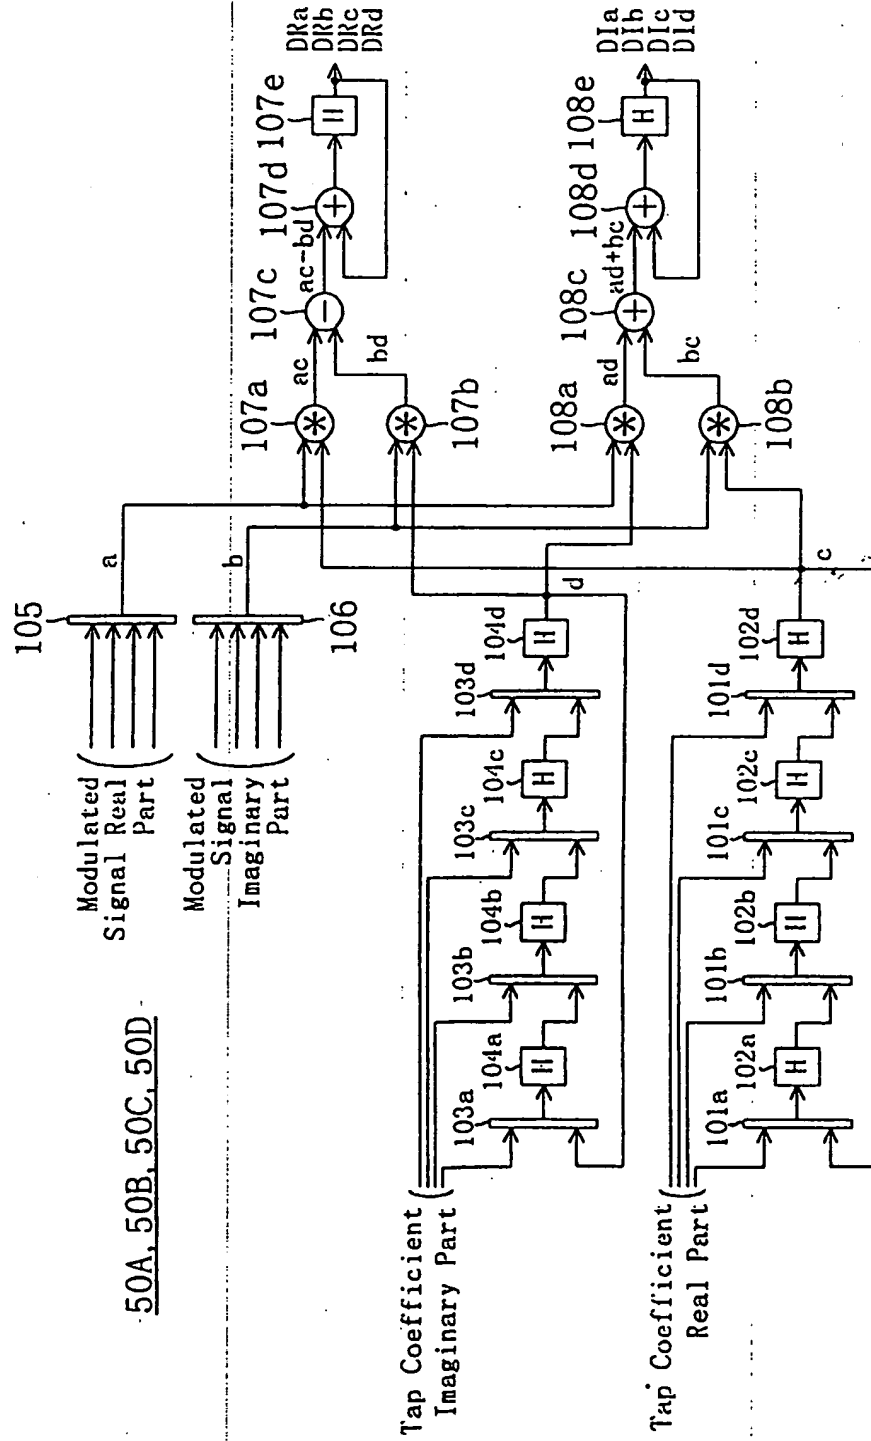 50A, 50B, 50C, 50D
Modulated
Signal Real
Part
105
a
Modulated
Signal
Imaginary
Part
106
b
107a
ac
107b
bd
107c
ac-bd
107d
107e
DRa
DRb
DRc
DRd
108a
ad
108b
bc
108c
ad+bc
108d
108e
H
DIa
DIb
DIc
DId
Tap Coefficient
Imaginary Part
103a
104a
H
103b
104b
H
103c
104c
H
103d
104d
H
d
Tap Coefficient
Real Part
101a
102a
H
101b
102b
H
101c
102c
H
101d
102d
H
c
H